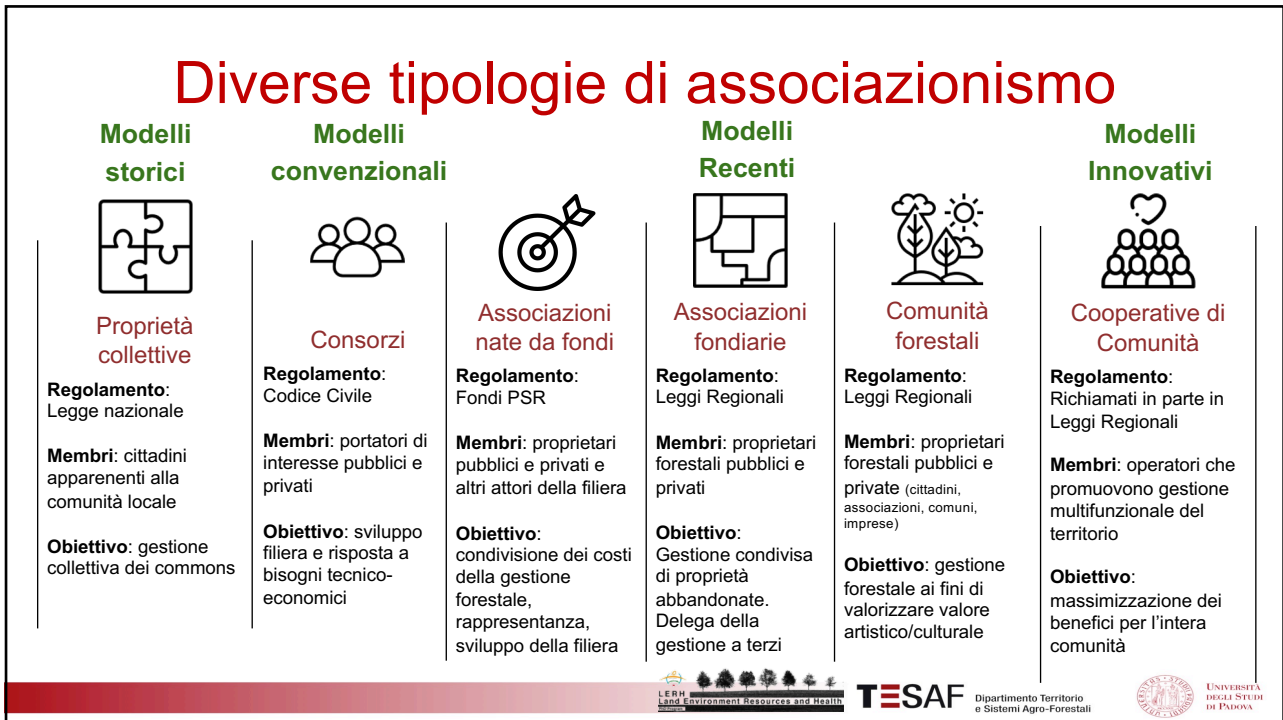 Diverse tipologie di associazionismo
Modelli
storici
Modelli
convenzionali
Modelli
Recenti
Modelli
Innovativi
Proprietà
collettive
Regolamento:
Legge nazionale
Membri: cittadini
apparenenti alla
comunità locale
Obiettivo: gestione
collettiva dei commons
Consorzi
Regolamento:
Codice Civile
Membri: portatori di
interesse pubblici e
privati
Obiettivo: sviluppo
filiera e risposta a
bisogni tecnico-
economici
Associazioni
nate da fondi
Regolamento:
Fondi PSR
Membri: proprietari
pubblici e privati e
altri attori della filiera
Obiettivo:
condivisione dei costi
della gestione
forestale,
rappresentanza,
sviluppo della filiera
Associazioni
fondiarie
Regolamento:
Leggi Regionali
Membri: proprietari
forestali pubblici e
privati
Obiettivo:
Gestione condivisa
di proprietà
abbandonate.
Delega della
gestione a terzi
Comunità
forestali
Regolamento:
Leggi Regionali
Membri: proprietari
forestali pubblici e
private (cittadini,
associazioni, comuni,
imprese)
Obiettivo: gestione
forestale ai fini di
valorizzare valore
artistico/culturale
Cooperative di
Comunità
Regolamento:
Richiamati in parte in
Leggi Regionali
Membri: operatori che
promuovono gestione
multifunzionale del
territorio
Obiettivo:
massimizzazione dei
benefici per l'intera
comunità
LERH
Land Environment Resources and Health
TESAF
Dipartimento Territorio
e Sistemi Agro-Forestali
UNIVERSITÀ
DEGLI STUDI
DI PADOVA